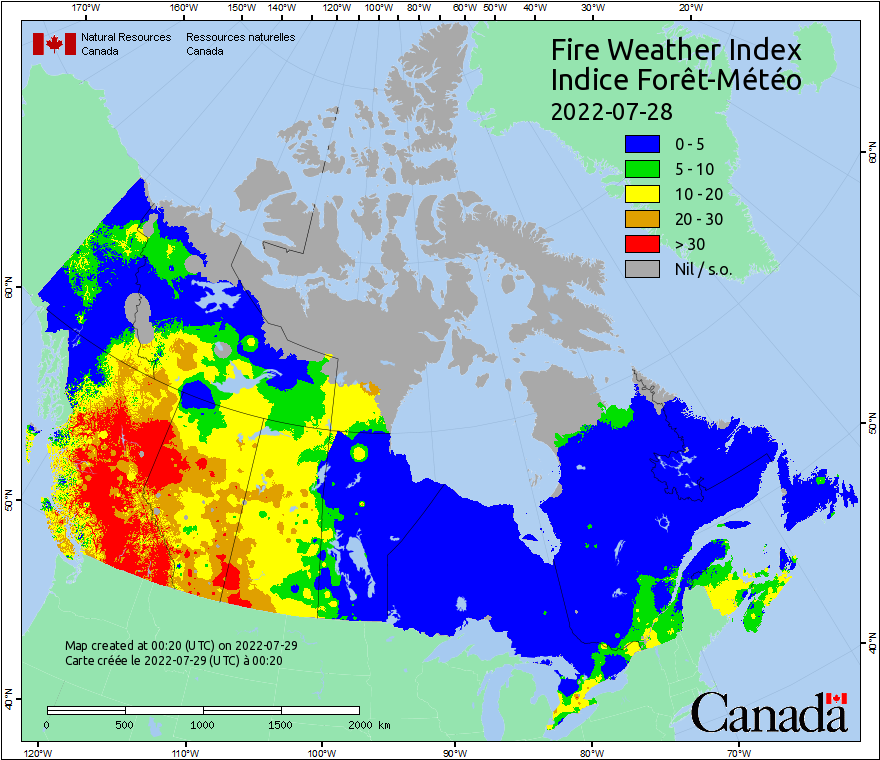 170°W 160°W 150°W 140°W 130°W 120°W 110°W 100°W 90°W 80°W 70°W 60°W 50°W 40°W 30°W 20°W
Natural Resources Canada
Ressources naturelles Canada
Fire Weather Index
Indice Forêt-Météo
2022-07-28
0 - 5
5 - 10
10 - 20
20 - 30
> 30
Nil / s.o.
60°N
50°N
40°N
60°N
50°N
40°N
Map created at 00:20 (UTC) on 2022-07-29
Carte créée le 2022-07-29 (UTC) à 00:20
0 500 1000 1500 2000 km
Canada
120°W 110°W 100°W 90°W 80°W 70°W